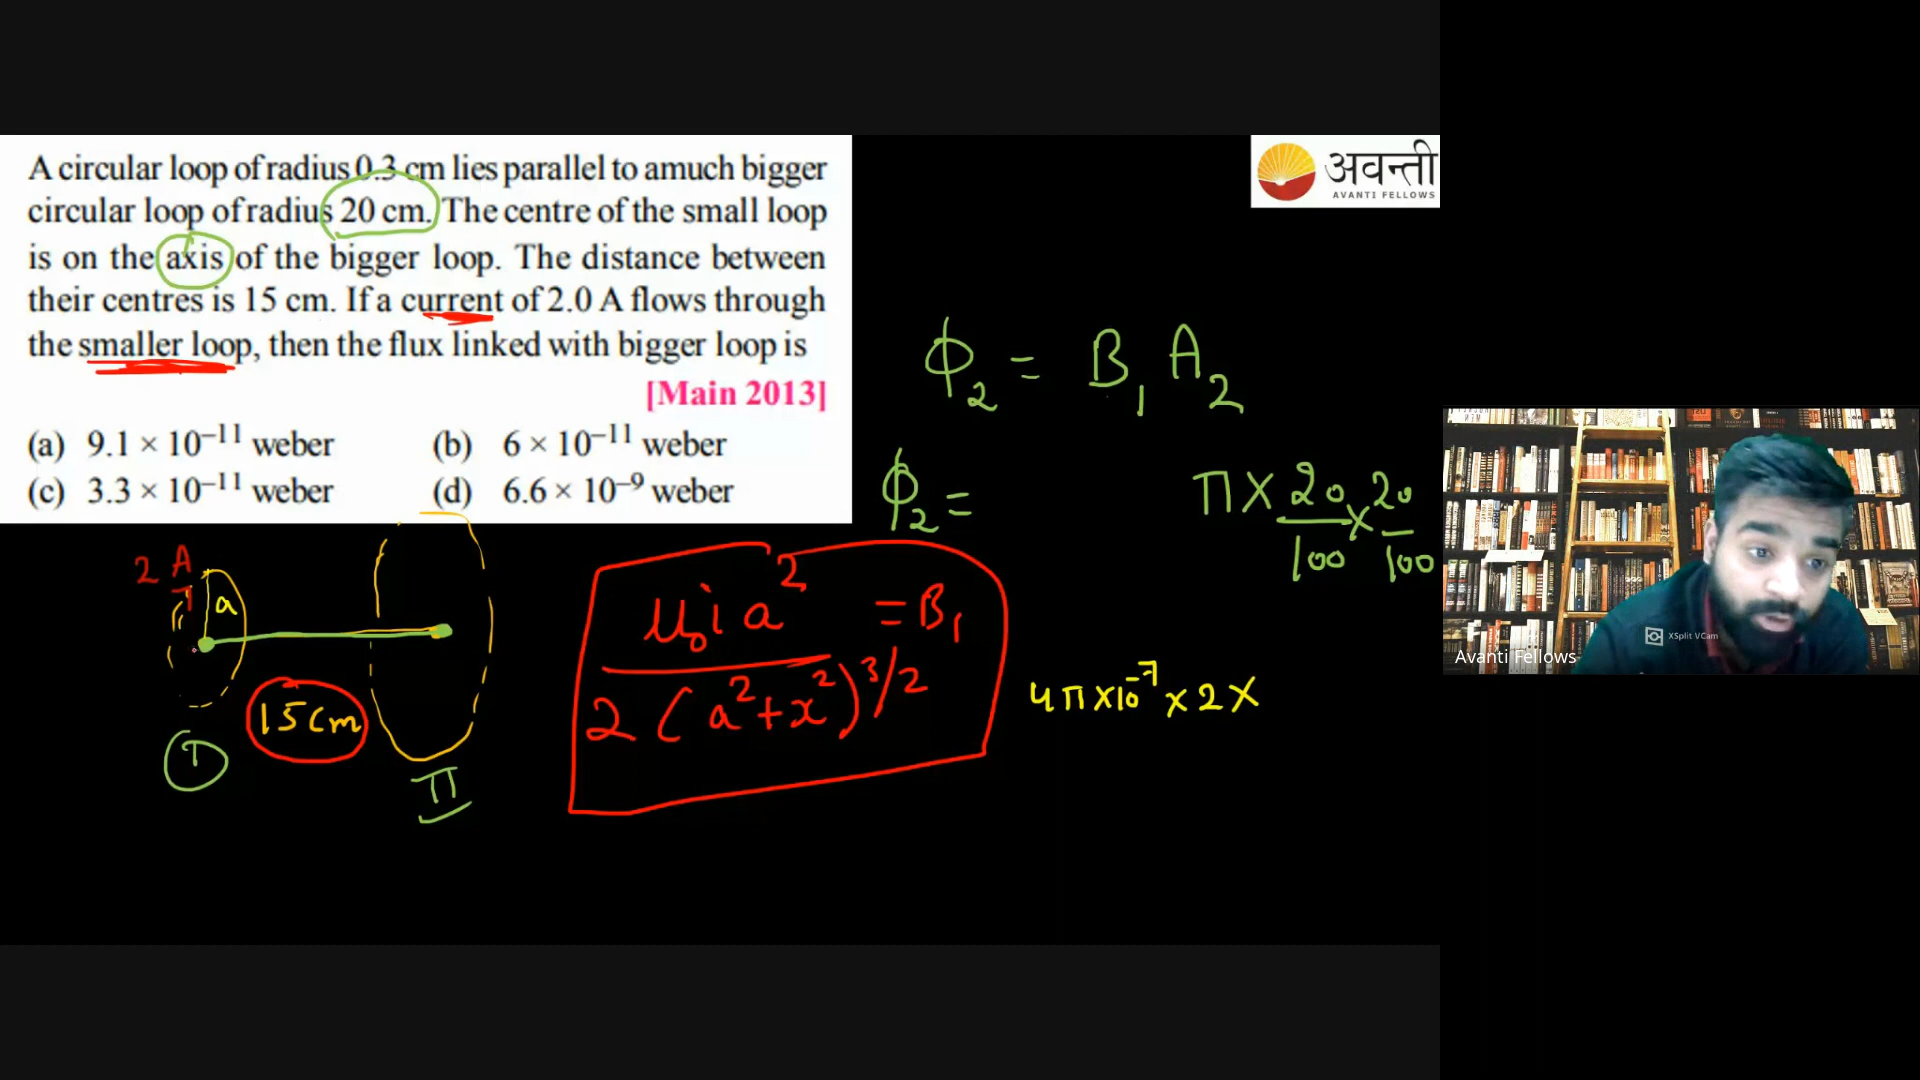 A circular loop of radius 0.3 cm lies parallel to amuch bigger
circular loop of radius 20 cm. The centre of the small loop
is on the axis of the bigger loop. The distance between
their centres is 15 cm. If a current of 2.0 A flows through
the smaller loop, then the flux linked with bigger loop is
[Main 2013]
(a) 9.1 × 10⁻¹¹ weber (b) 6 × 10⁻¹¹ weber
(c) 3.3 × 10⁻¹¹ weber (d) 6.6 × 10⁻⁹ weber
अवन्ती
AVANTI FELLOWS
ϕ₂ = B₁ A₂
ϕ₂ = π × 20/100 × 20/100
2 A
i a
15 cm
I
II
μ₀ i a² / 2 (a² + x²)^3/2 = B₁
4π × 10⁻⁷ × 2 ×
XSplit VCam
Avanti Fellows